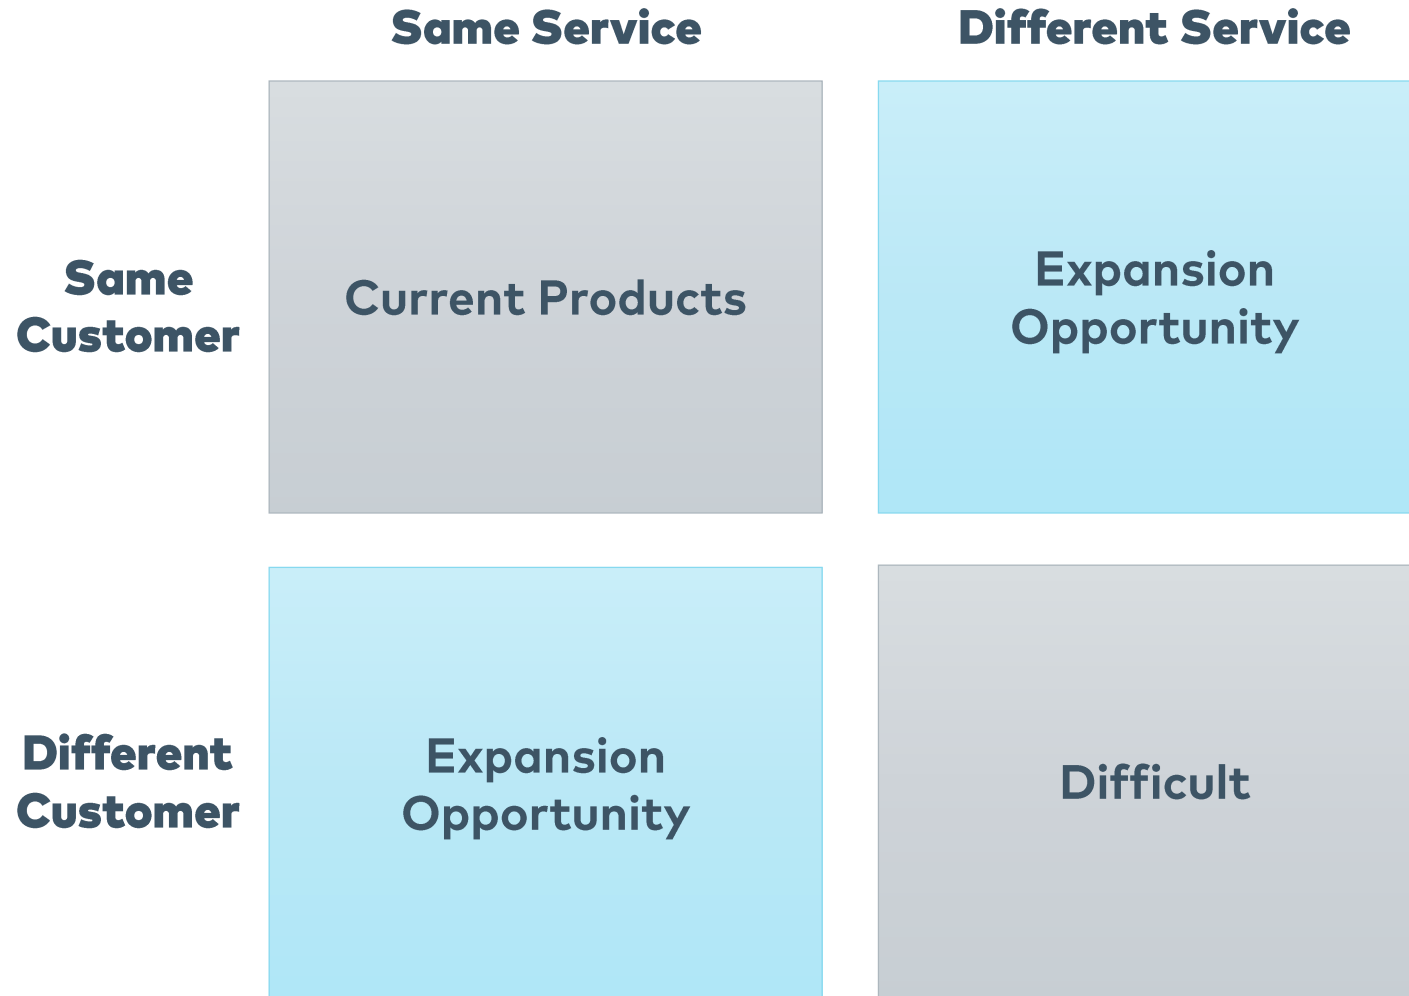 Same Service
Different Service
Same
Customer
Current Products
Expansion
Opportunity
Different
Customer
Expansion
Opportunity
Difficult